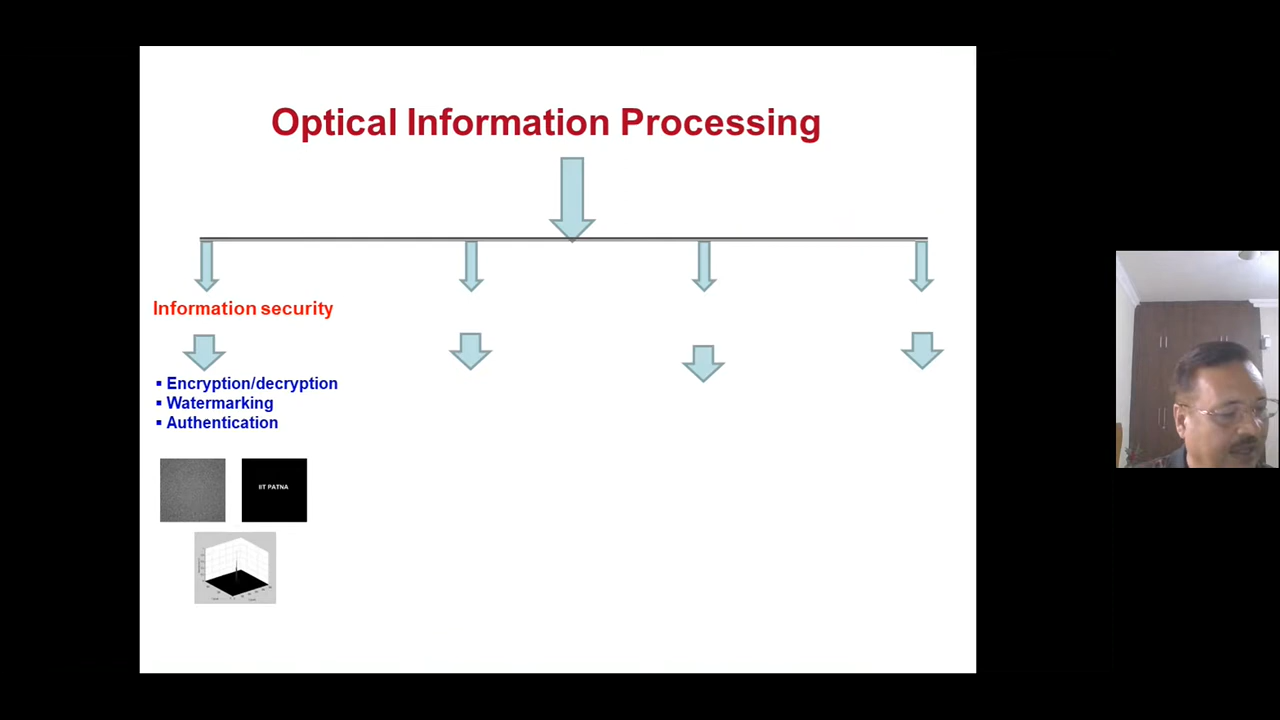 Optical Information Processing
Information security
▪ Encryption/decryption
▪ Watermarking
▪ Authentication
IIT PATNA